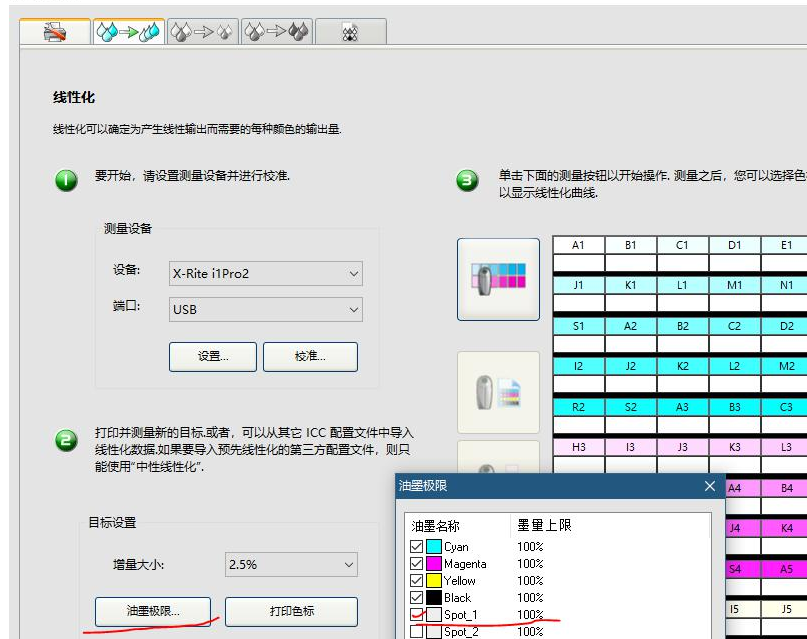 线性化
线性化可以确定为产生线性输出而需要的每种颜色的输出量.
1
要开始，请设置测量设备并进行校准.
测量设备
设备:
X-Rite i1Pro2
端口:
USB
设置...
校准...
2
打印并测量新的目标.或者，可以从其它 ICC 配置文件中导入
线性化数据.如果要导入预先线性化的第三方配置文件，则只
能使用“中性线性化”.
目标设置
增量大小:
2.5%
油墨极限...
打印色标
3
单击下面的测量按钮以开始操作. 测量之后，您可以选择色
以显示线性化曲线.
A1 B1 C1 D1 E1
J1 K1 L1 M1 N1
S1 A2 B2 C2 D2
I2 J2 K2 L2 M2
R2 S2 A3 B3 C3
H3 I3 J3 K3 L3
A4 B4
J4 K4
S4 A5
I5 J5
油墨极限
油墨名称 墨量上限
Cyan 100%
Magenta 100%
Yellow 100%
Black 100%
Spot_1 100%
Spot_2 100%